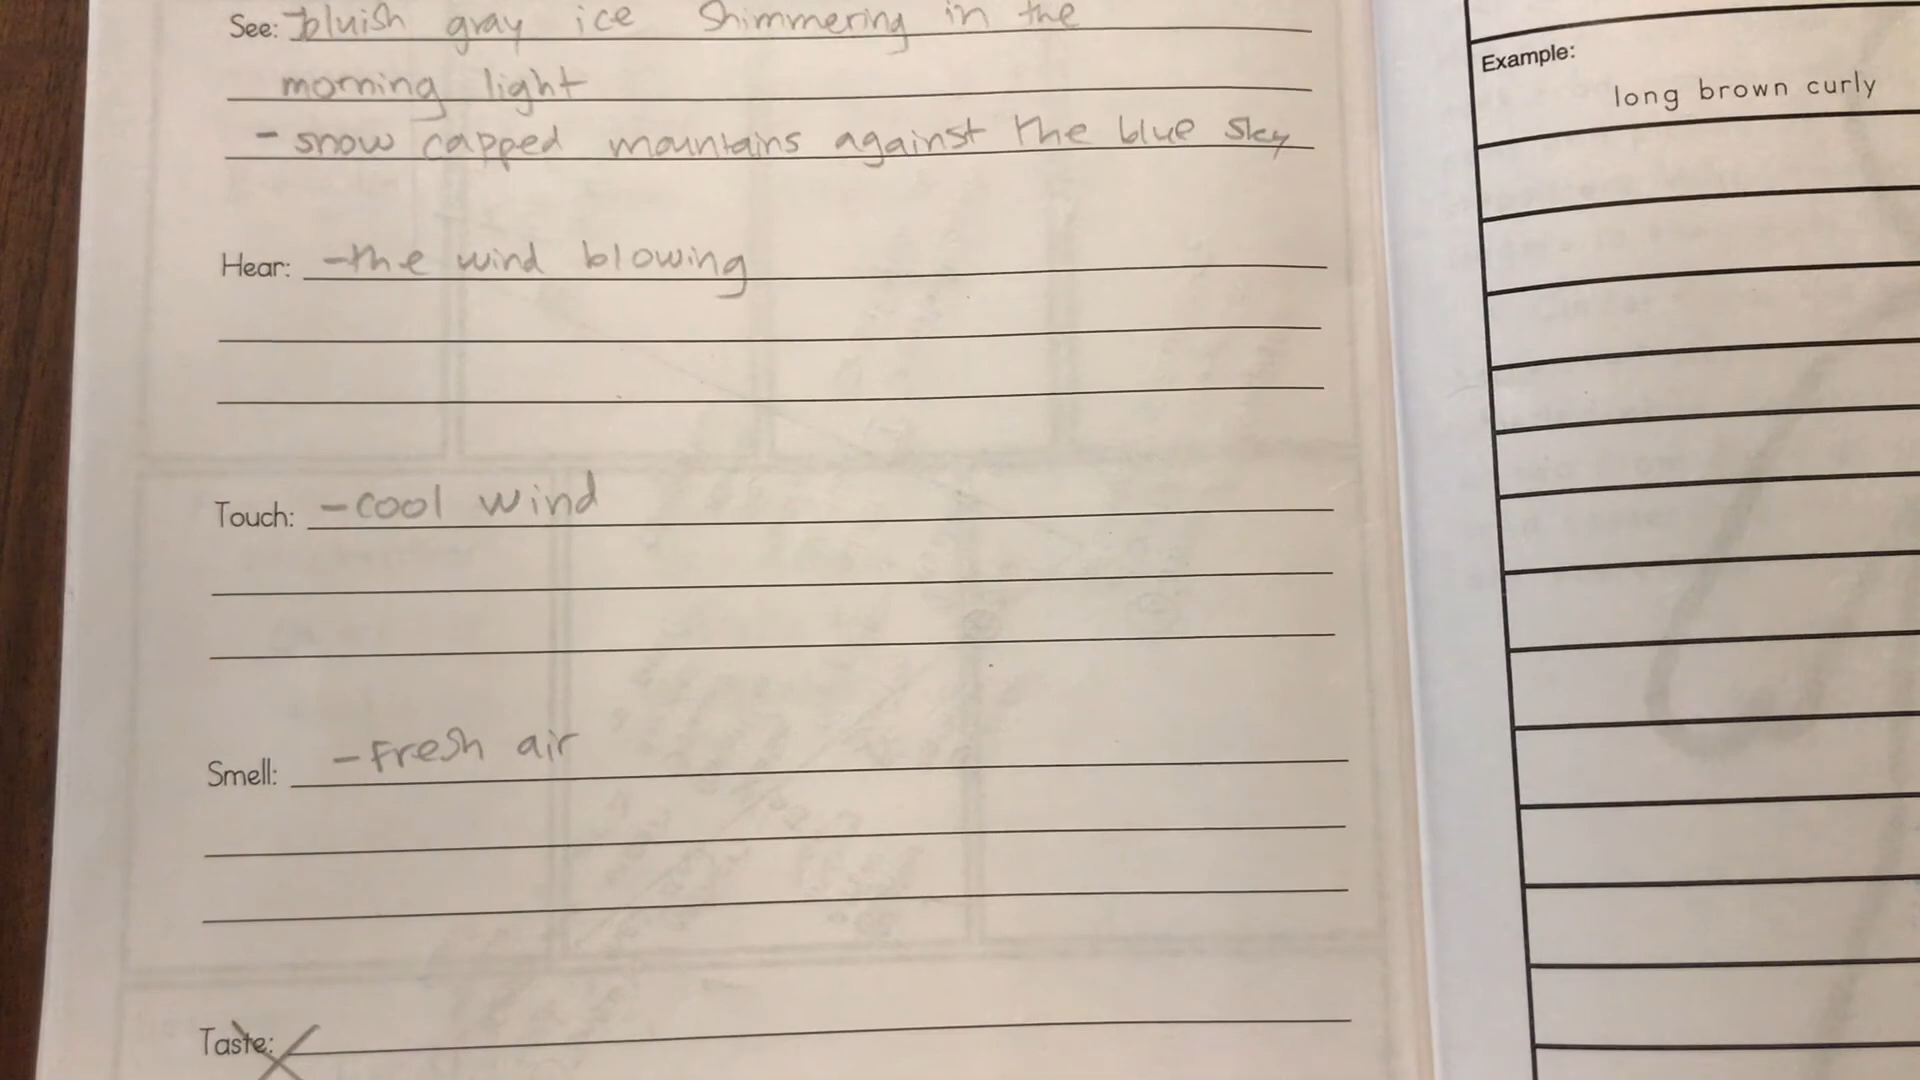 See: -bluish gray ice shimmering in the
morning light
- snow capped mountains against the blue sky
Hear: -the wind blowing
Touch: -cool wind
Smell: -Fresh air
Taste:
Example:
long brown curly